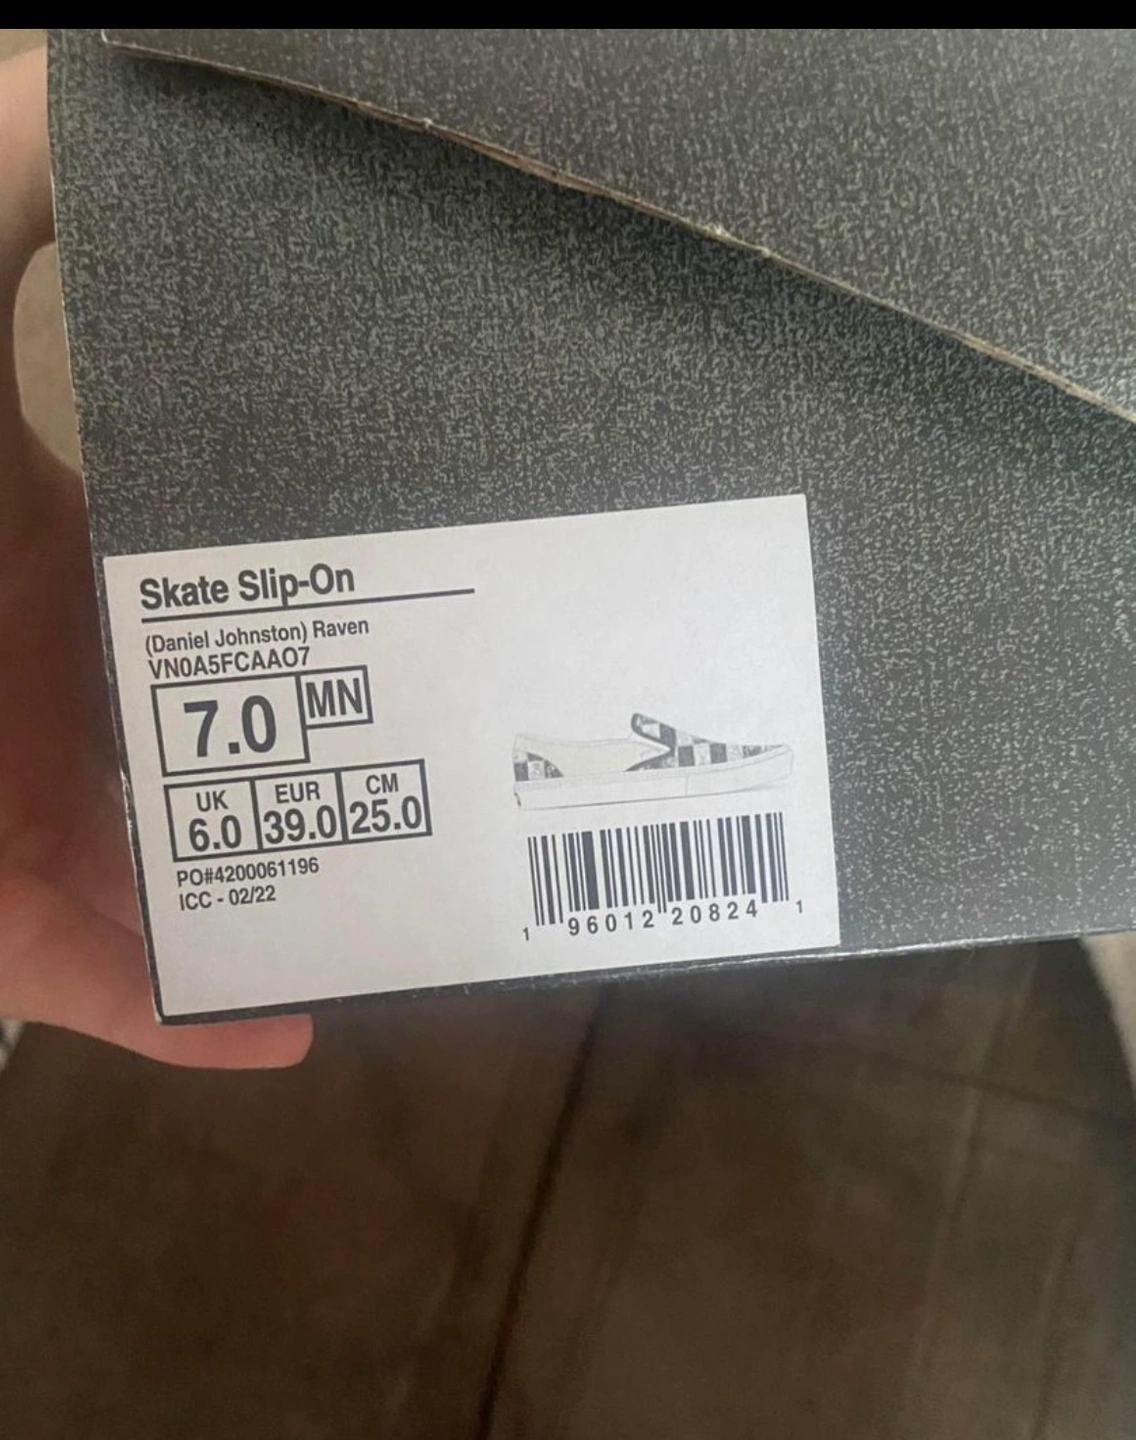 Skate Slip-On
(Daniel Johnston) Raven
VN0A5FCAAO7
7.0 MN
UK EUR CM
6.0 39.0 25.0
PO#4200061196
ICC - 02/22
1 96012 20824 1